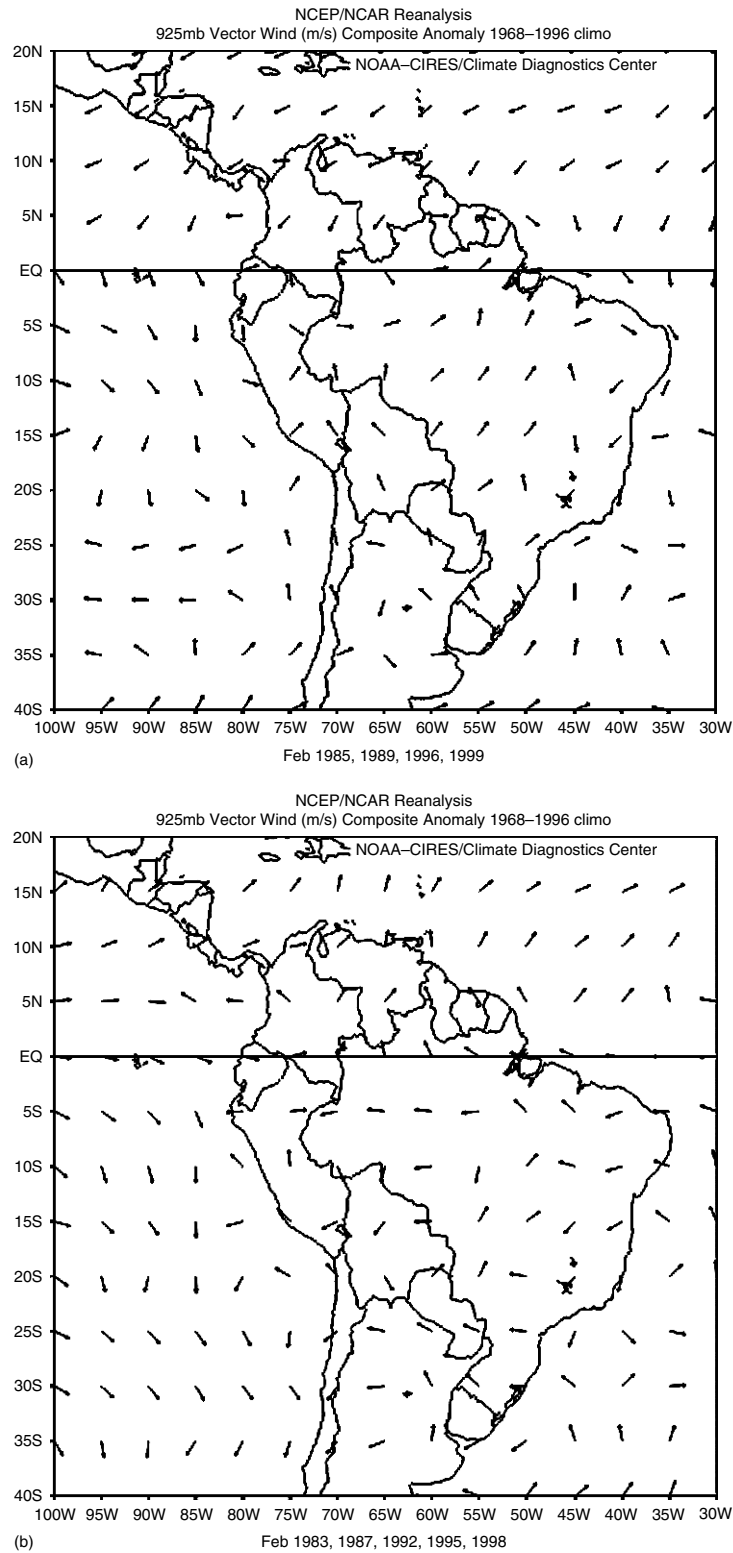 NCEP/NCAR Reanalysis
925mb Vector Wind (m/s) Composite Anomaly 1968–1996 climo
NOAA–CIRES/Climate Diagnostics Center
20N
15N
10N
5N
EQ
5S
10S
15S
20S
25S
30S
35S
40S
100W 95W 90W 85W 80W 75W 70W 65W 60W 55W 50W 45W 40W 35W 30W
(a) Feb 1985, 1989, 1996, 1999
NCEP/NCAR Reanalysis
925mb Vector Wind (m/s) Composite Anomaly 1968–1996 climo
NOAA–CIRES/Climate Diagnostics Center
20N
15N
10N
5N
EQ
5S
10S
15S
20S
25S
30S
35S
40S
100W 95W 90W 85W 80W 75W 70W 65W 60W 55W 50W 45W 40W 35W 30W
(b) Feb 1983, 1987, 1992, 1995, 1998